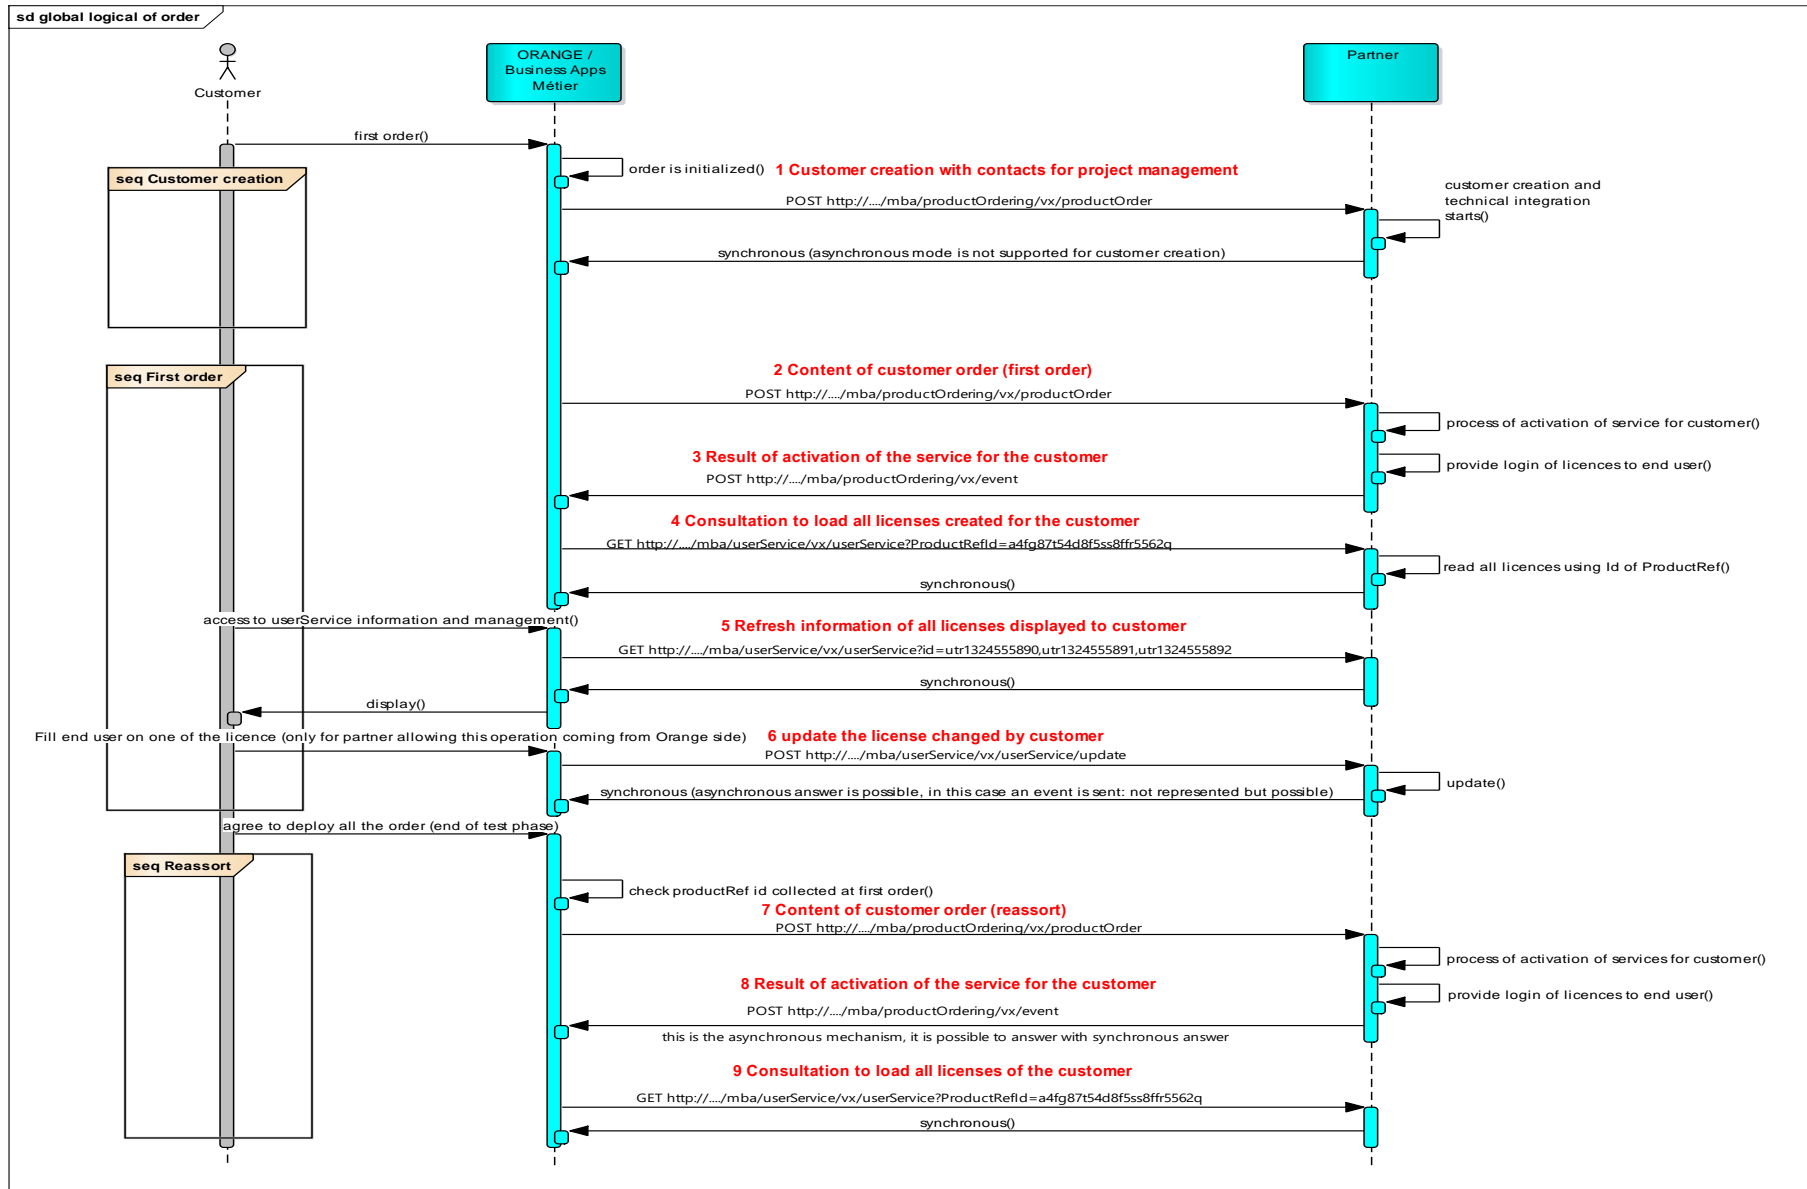 sd global logical of order
Customer
ORANGE /
Business Apps
Métier
Partner
first order()
seq Customer creation
order is initialized()
1 Customer creation with contacts for project management
POST http://..../mba/productOrdering/vx/productOrder
customer creation and
technical integration
starts()
synchronous (asynchronous mode is not supported for customer creation)
seq First order
2 Content of customer order (first order)
POST http://..../mba/productOrdering/vx/productOrder
process of activation of service for customer()
3 Result of activation of the service for the customer
provide login of licences to end user()
POST http://..../mba/productOrdering/vx/event
4 Consultation to load all licenses created for the customer
GET http://..../mba/userService/vx/userService?ProductRefId=a4fg87t54d8f5ss8ffr5562q
read all licences using Id of ProductRef()
synchronous()
access to userService information and management()
5 Refresh information of all licenses displayed to customer
GET http://..../mba/userService/vx/userService?id=utr1324555890,utr1324555891,utr1324555892
synchronous()
display()
Fill end user on one of the licence (only for partner allowing this operation coming from Orange side)
6 update the license changed by customer
POST http://..../mba/userService/vx/userService/update
update()
synchronous (asynchronous answer is possible, in this case an event is sent: not represented but possible)
agree to deploy all the order (end of test phase)
seq Reassort
check productRef id collected at first order()
7 Content of customer order (reassort)
POST http://..../mba/productOrdering/vx/productOrder
process of activation of services for customer()
8 Result of activation of the service for the customer
provide login of licences to end user()
POST http://..../mba/productOrdering/vx/event
this is the asynchronous mechanism, it is possible to answer with synchronous answer
9 Consultation to load all licenses of the customer
GET http://..../mba/userService/vx/userService?ProductRefId=a4fg87t54d8f5ss8ffr5562q
synchronous()